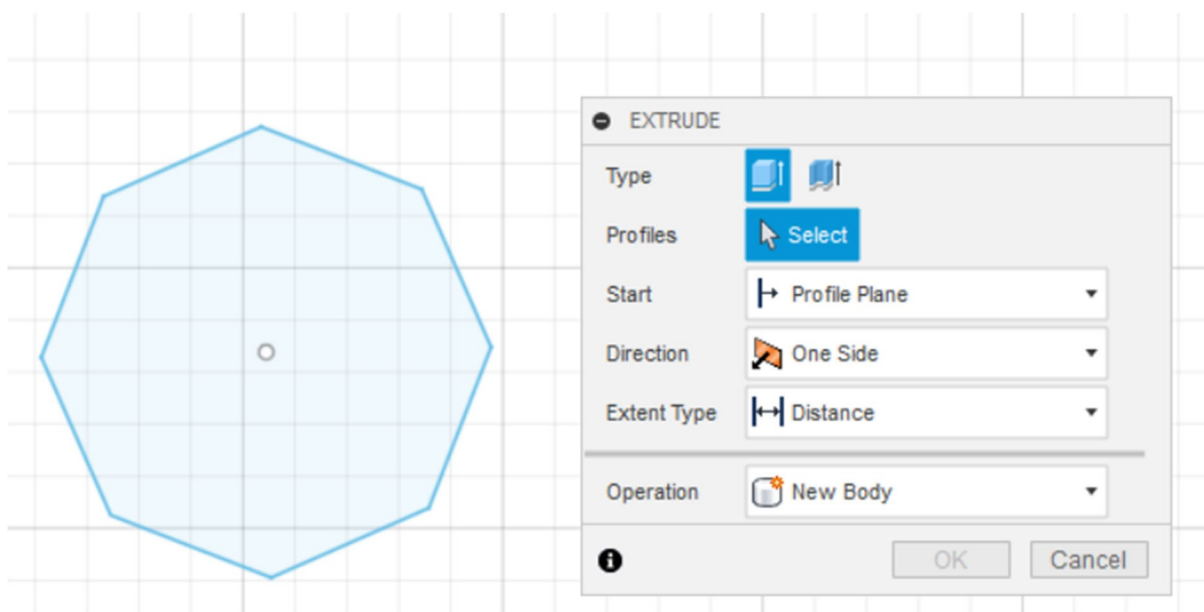 EXTRUDE
Type
Profiles Select
Start Profile Plane
Direction One Side
Extent Type Distance
Operation New Body
OK Cancel